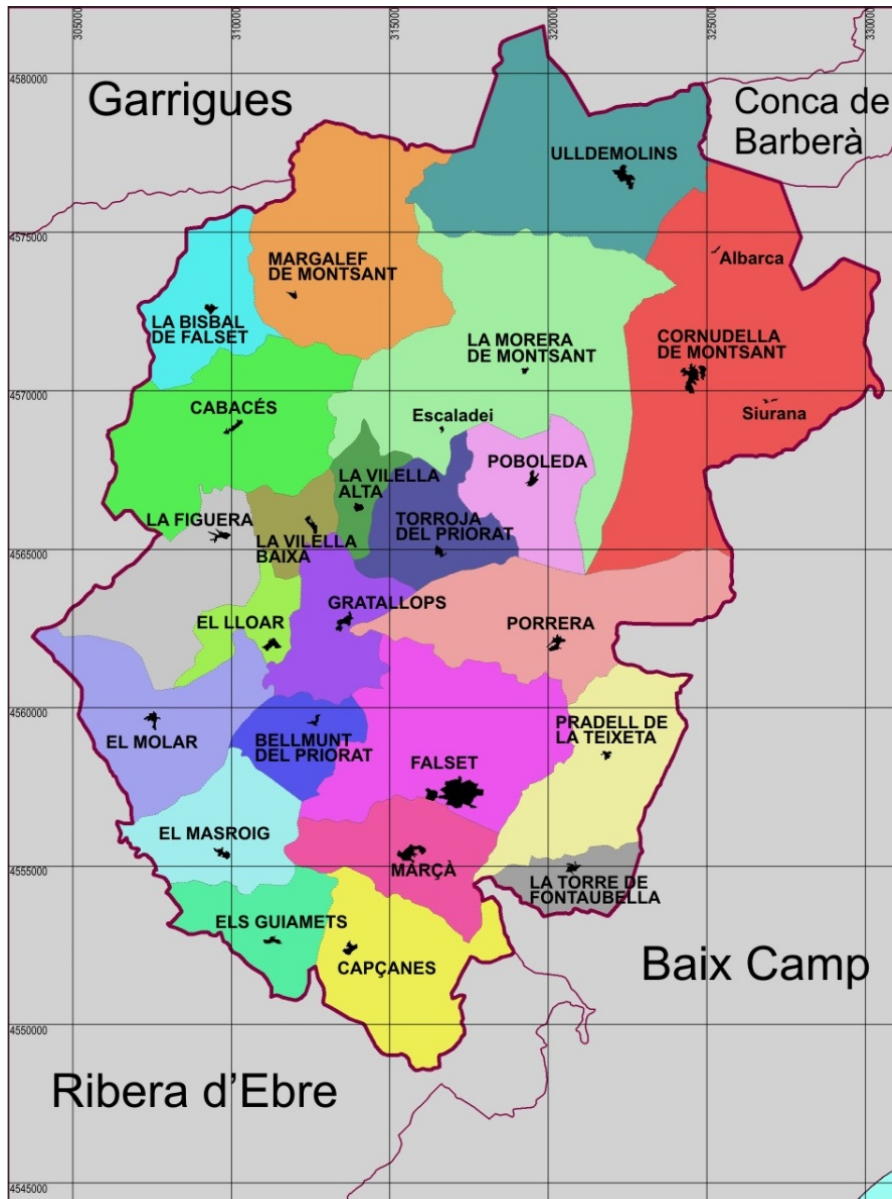 305000
310000
315000
320000
325000
330000
4580000
Garrigues
Conca de
Barberà
ULLDEMOLINS
4575000
Albarca
MARGALEF
DE MONTSANT
LA BISBAL
DE FALSET
LA MORERA
DE MONTSANT
CORNUDELLA
DE MONTSANT
4570000
CABACÉS
Escaladei
Siurana
POBOLEDA
LA VILELLA
ALTA
LA FIGUERA
LA VILELLA
BAIXA
TORROJA
DEL PRIORAT
4565000
GRATALLOPS
EL LLOAR
PORRERA
4560000
EL MOLAR
BELLMUNT
DEL PRIORAT
PRADELL DE
LA TEIXETA
FALSET
EL MASROIG
4555000
MARÇÀ
LA TORRE DE
FONTAUBELLA
ELS GUIAMETS
CAPÇANES
Baix Camp
4550000
Ribera d'Ebre
4545000